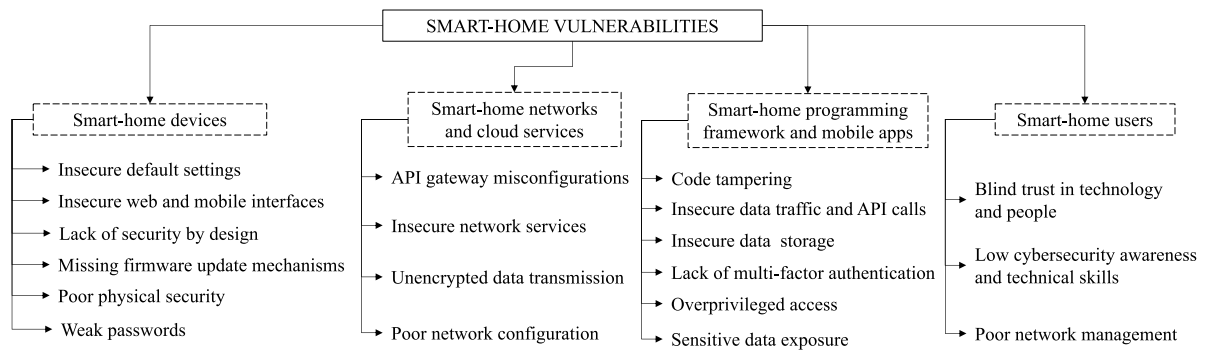 SMART-HOME VULNERABILITIES
Smart-home devices
Insecure default settings
Insecure web and mobile interfaces
Lack of security by design
Missing firmware update mechanisms
Poor physical security
Weak passwords
Smart-home networks
and cloud services
API gateway misconfigurations
Insecure network services
Unencrypted data transmission
Poor network configuration
Smart-home programming
framework and mobile apps
Code tampering
Insecure data traffic and API calls
Insecure data storage
Lack of multi-factor authentication
Overprivileged access
Sensitive data exposure
Smart-home users
Blind trust in technology
and people
Low cybersecurity awareness
and technical skills
Poor network management